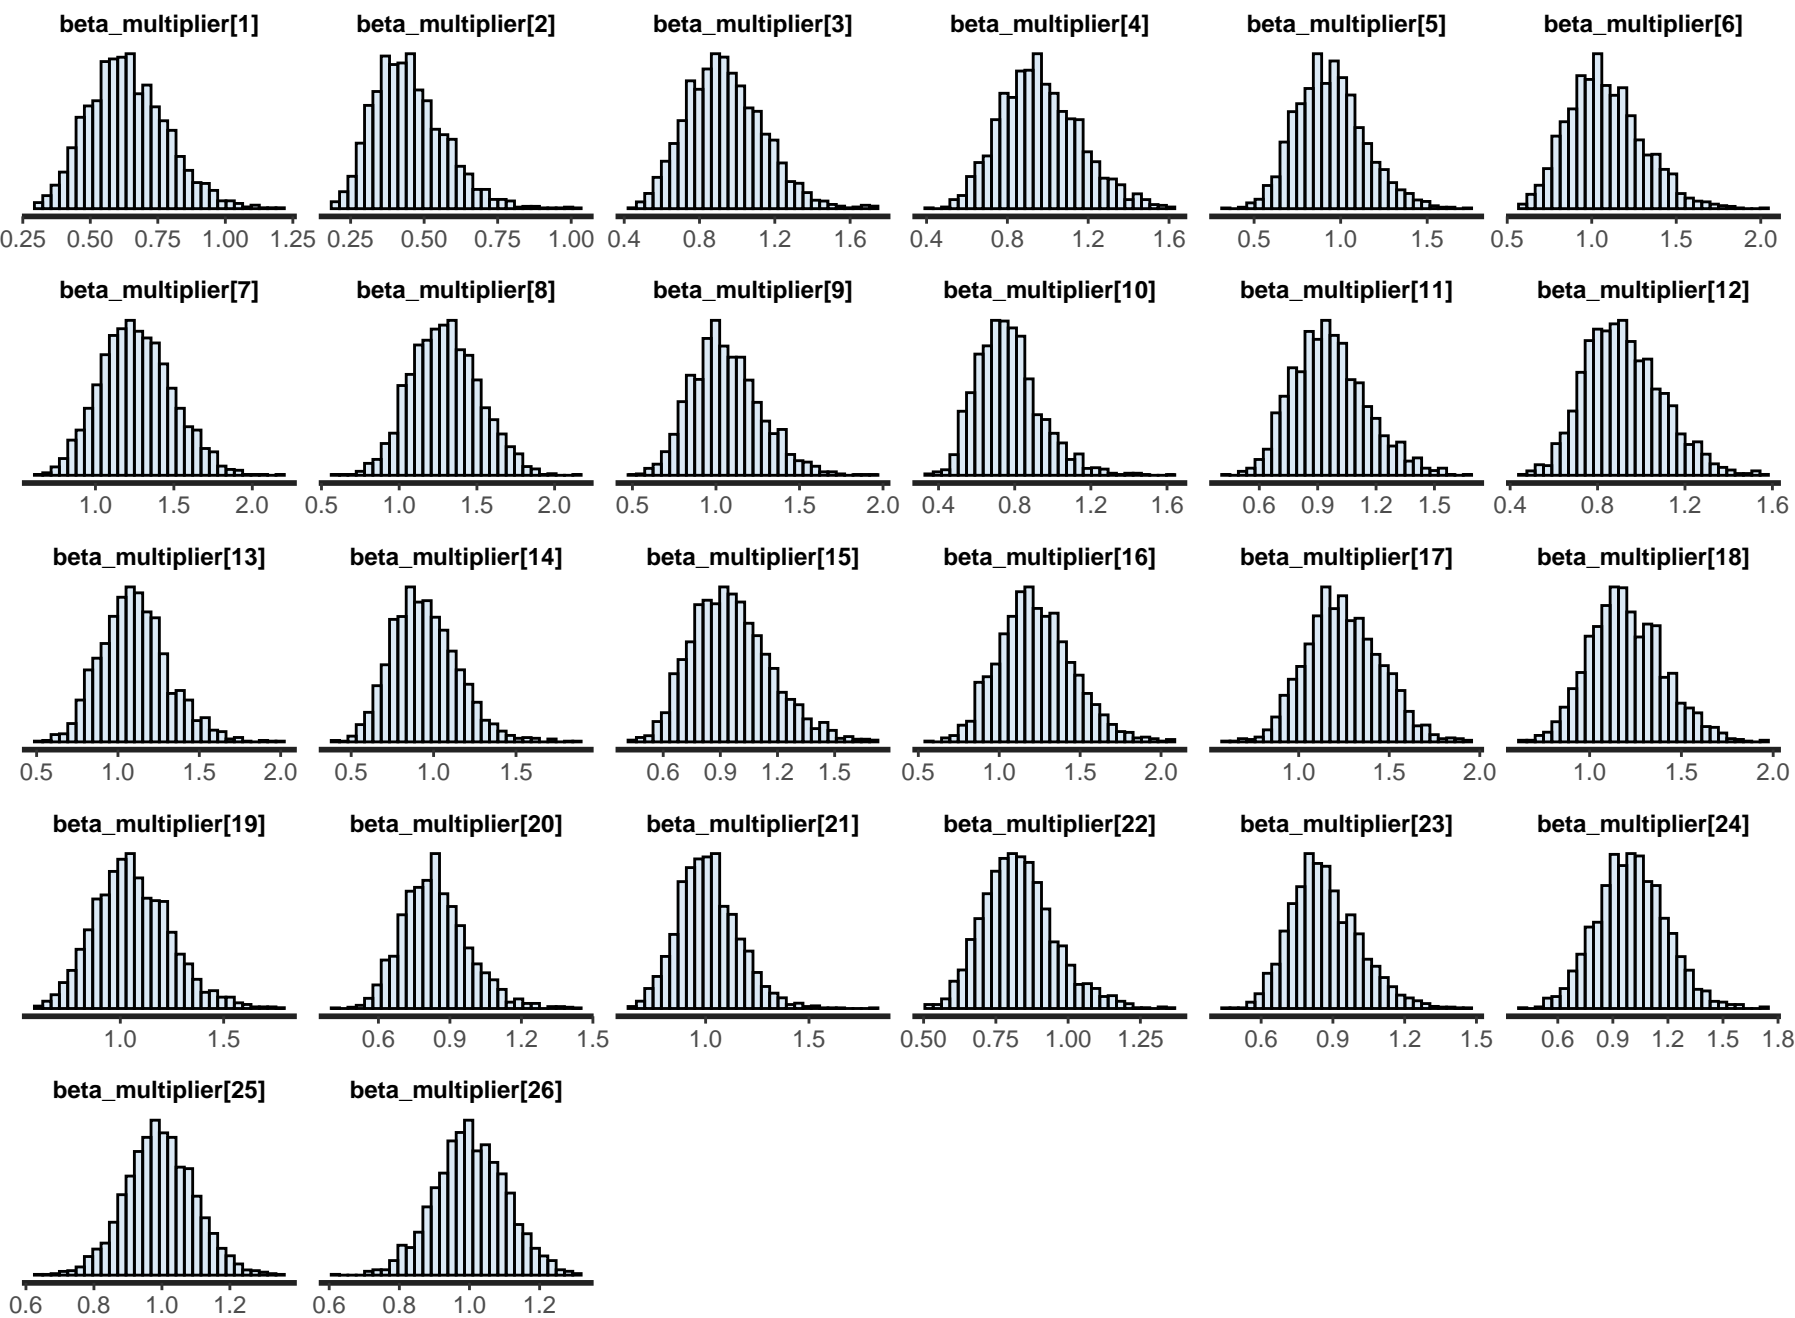 beta_multiplier[1] beta_multiplier[2] beta_multiplier[3] beta_multiplier[4] beta_multiplier[5] beta_multiplier[6]
0.25 0.50 0.75 1.00 1.25 0.25 0.50 0.75 1.00 0.4 0.8 1.2 1.6 0.4 0.8 1.2 1.6 0.5 1.0 1.5 0.5 1.0 1.5 2.0
beta_multiplier[7] beta_multiplier[8] beta_multiplier[9] beta_multiplier[10] beta_multiplier[11] beta_multiplier[12]
1.0 1.5 2.0 0.5 1.0 1.5 2.0 0.5 1.0 1.5 2.0 0.4 0.8 1.2 1.6 0.6 0.9 1.2 1.5 0.4 0.8 1.2 1.6
beta_multiplier[13] beta_multiplier[14] beta_multiplier[15] beta_multiplier[16] beta_multiplier[17] beta_multiplier[18]
0.5 1.0 1.5 2.0 0.5 1.0 1.5 0.6 0.9 1.2 1.5 0.5 1.0 1.5 2.0 1.0 1.5 2.0 1.0 1.5 2.0
beta_multiplier[19] beta_multiplier[20] beta_multiplier[21] beta_multiplier[22] beta_multiplier[23] beta_multiplier[24]
1.0 1.5 0.6 0.9 1.2 1.5 1.0 1.5 0.50 0.75 1.00 1.25 0.6 0.9 1.2 1.5 0.6 0.9 1.2 1.5 1.8
beta_multiplier[25] beta_multiplier[26]
0.6 0.8 1.0 1.2 0.6 0.8 1.0 1.2